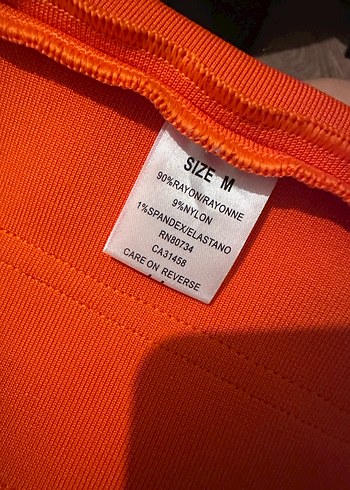 SIZE M
90%RAYON/RAYONNE
9%NYLON
1%SPANDEX/ELASTANO
RN80734
CA31458
CARE ON REVERSE